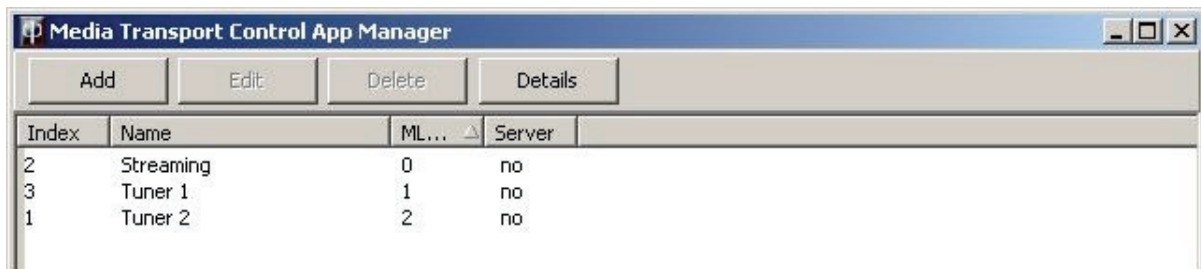 Media Transport Control App Manager
Add Edit Delete Details
Index Name ML... Server
2 Streaming 0 no
3 Tuner 1 1 no
1 Tuner 2 2 no